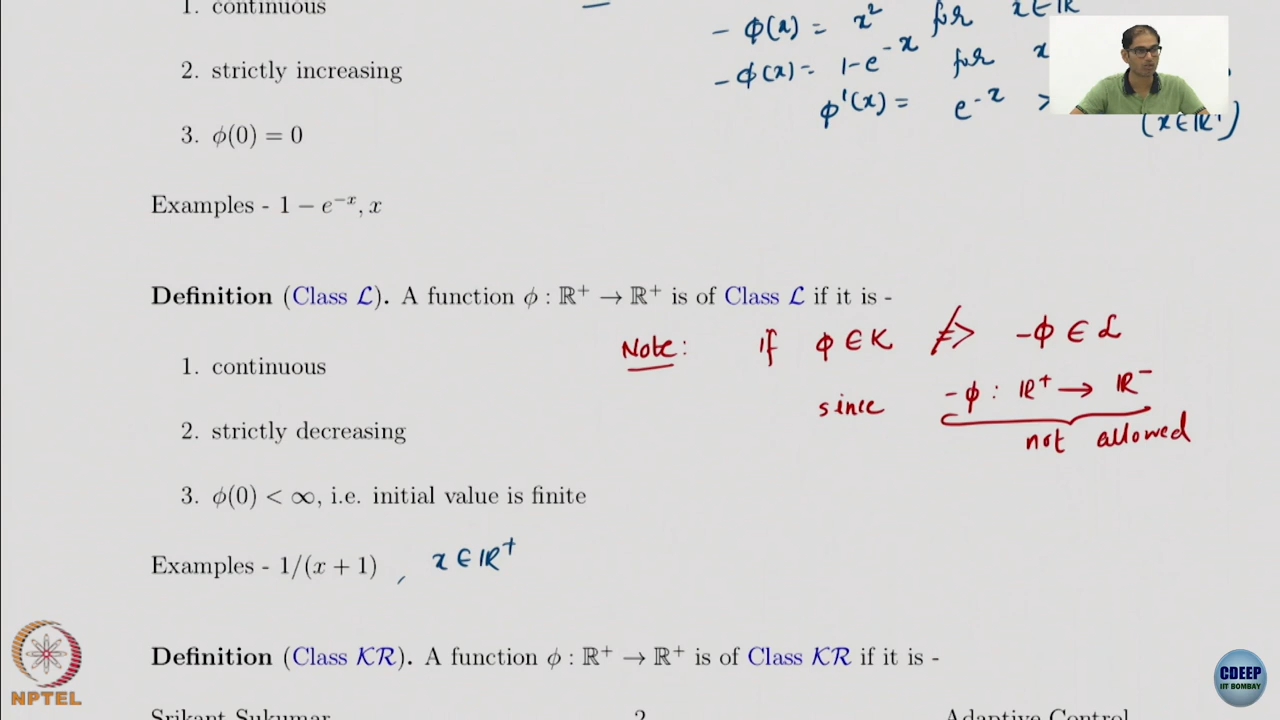 1. continuous
- ϕ(x) = x² for x ∈ ℝ
2. strictly increasing
- ϕ(x) = 1-e^{-x} for x
ϕ'(x) = e^{-x} >
(x ∈ ℝ⁺)
3. ϕ(0) = 0
Examples - 1 − e^{−x}, x
Definition (Class ℒ). A function ϕ : ℝ⁺ → ℝ⁺ is of Class ℒ if it is -
Note: If ϕ ∈ K ⇏ -ϕ ∈ ℒ
1. continuous
since -ϕ : ℝ⁺ → ℝ⁻
not allowed
2. strictly decreasing
3. ϕ(0) < ∞, i.e. initial value is finite
Examples - 1/(x + 1) , x ∈ ℝ⁺
Definition (Class 𝒦ℛ). A function ϕ : ℝ⁺ → ℝ⁺ is of Class 𝒦ℛ if it is -
NPTEL
CDEEP
IIT BOMBAY
Srikant Sukumar 2 Adaptive Control